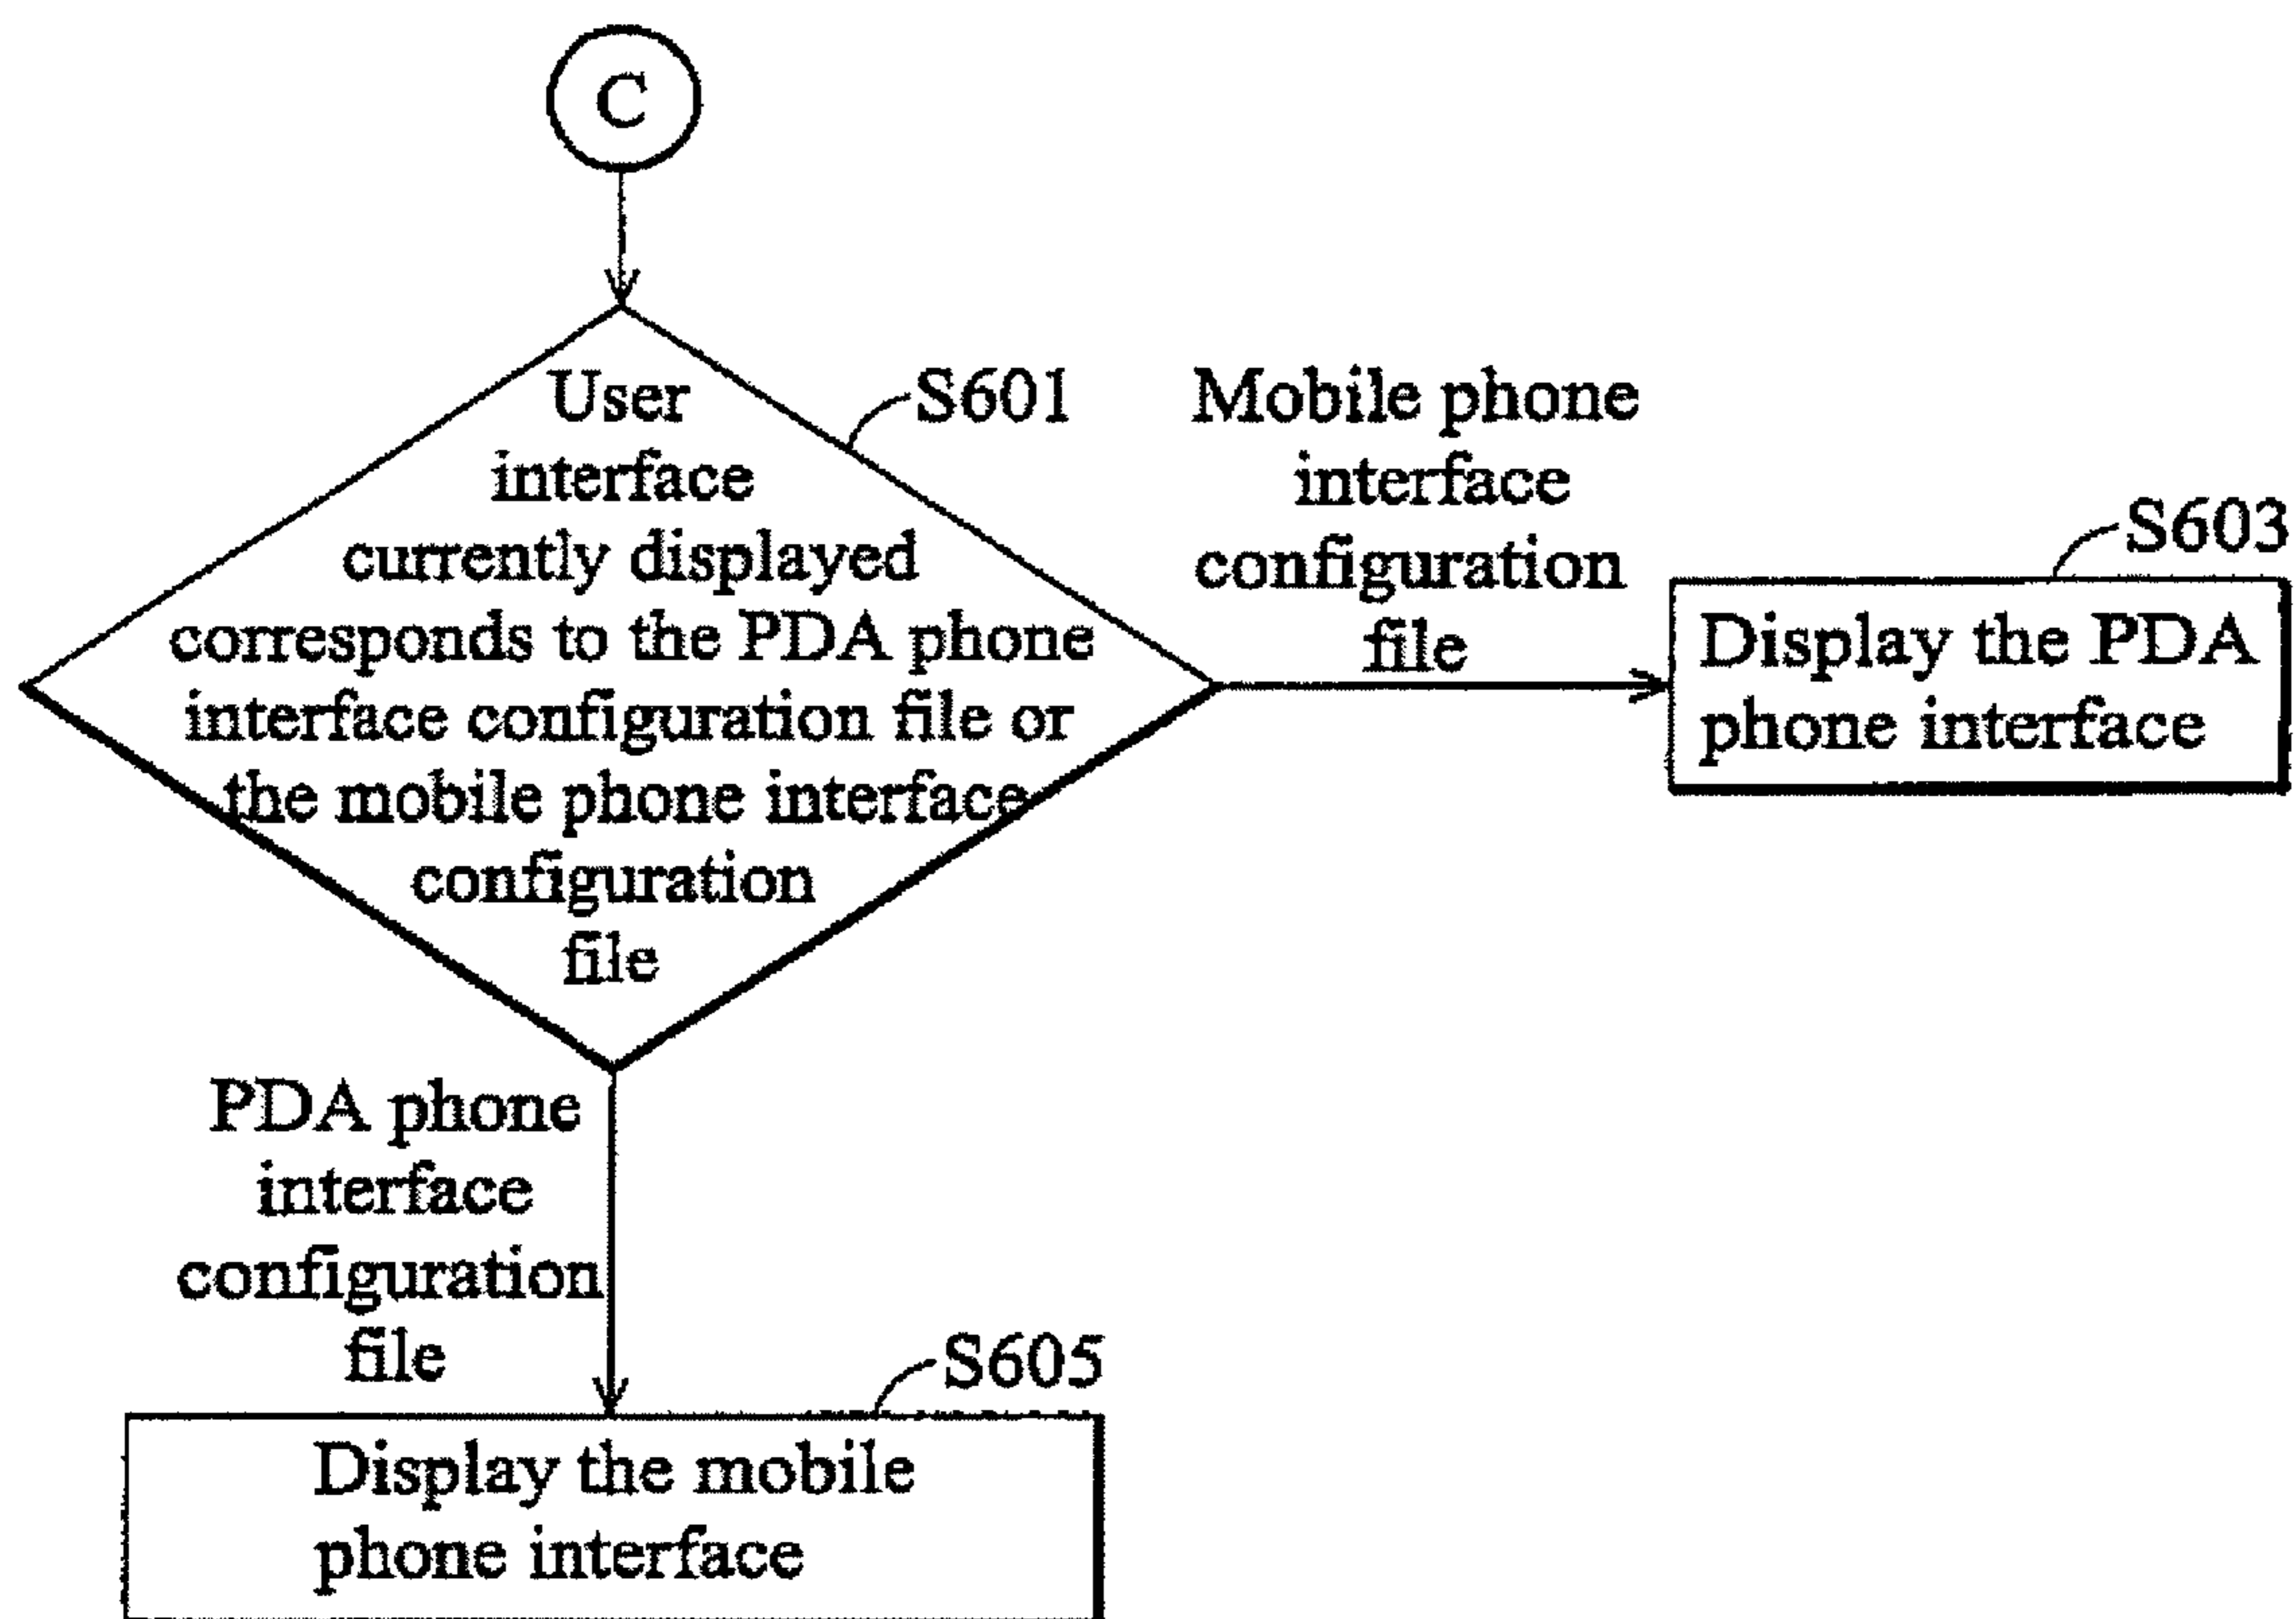 C
User
interface
currently displayed
corresponds to the PDA phone
interface configuration file or
the mobile phone interface
configuration
file
S601
Mobile phone
interface
configuration
file
S603
Display the PDA
phone interface
PDA phone
interface
configuration
file
S605
Display the mobile
phone interface